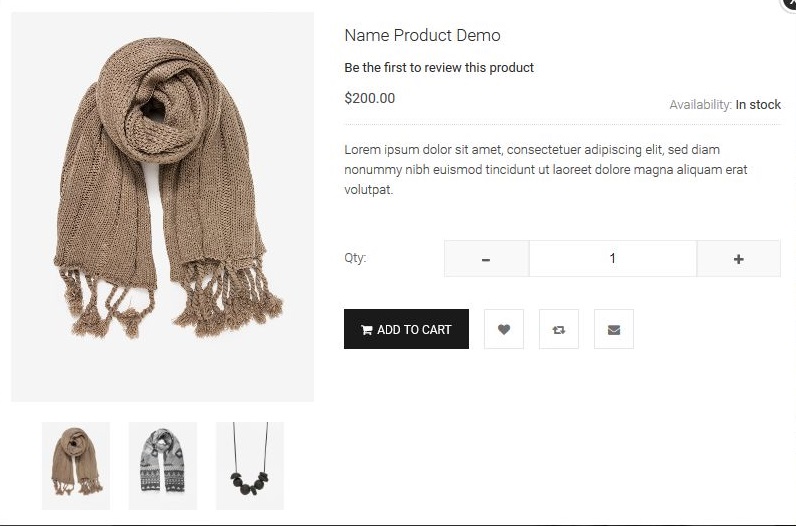 Name Product Demo
Be the first to review this product
$200.00
Availability: In stock
Lorem ipsum dolor sit amet, consectetuer adipiscing elit, sed diam
nonummy nibh euismod tincidunt ut laoreet dolore magna aliquam erat
volutpat.
Qty:
- 1 +
ADD TO CART